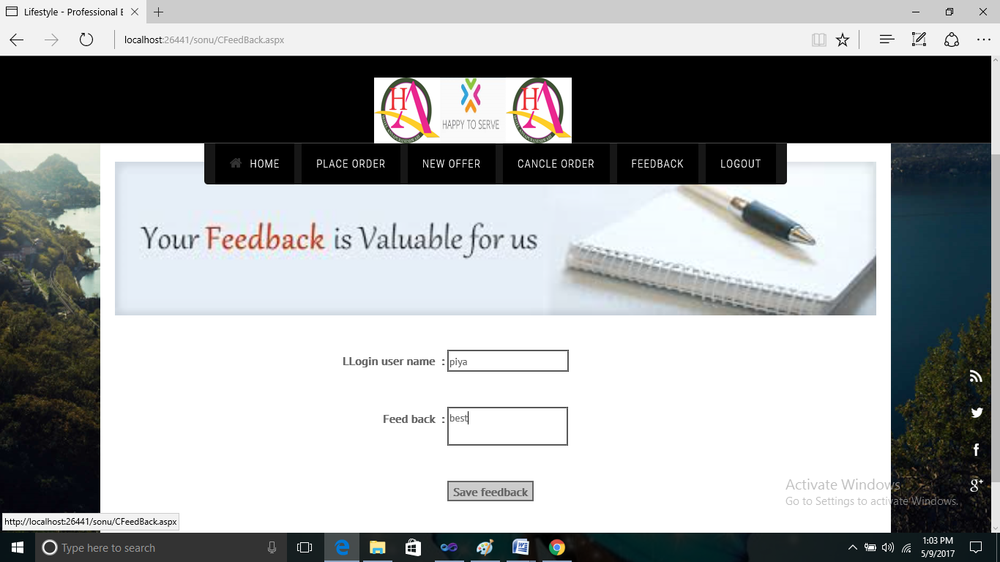 Lifestyle - Professional E
localhost:26441/sonu/CFeedBack.aspx
HA
HAPPY TO SERVE
HA
HOME
PLACE ORDER
NEW OFFER
CANCLE ORDER
FEEDBACK
LOGOUT
Your Feedback is Valuable for us
LLogin user name :
piya
Feed back :
best
Save feedback
Activate Windows
Go to Settings to activate Windows.
http://localhost:26441/sonu/CFeedBack.aspx
Type here to search
1:03 PM
5/9/2017